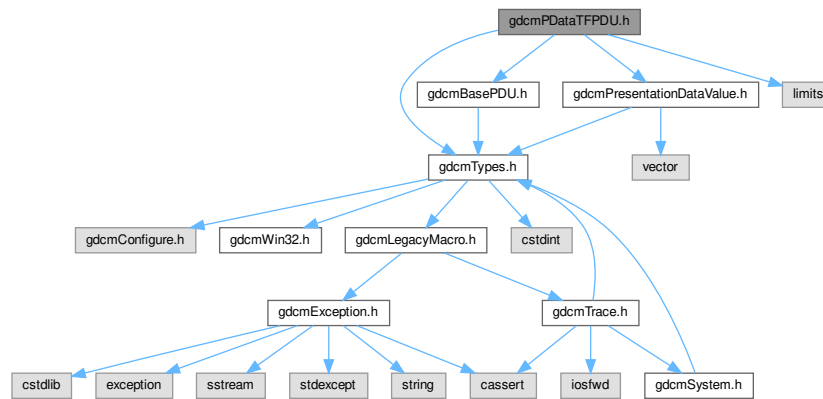 gdcmPDataTFPDU.h
gdcmBasePDU.h
gdcmPresentationDataValue.h
limits
gdcmTypes.h
vector
gdcmConfigure.h
gdcmWin32.h
gdcmLegacyMacro.h
cstdint
gdcmException.h
gdcmTrace.h
cstdlib
exception
sstream
stdexcept
string
cassert
iosfwd
gdcmSystem.h